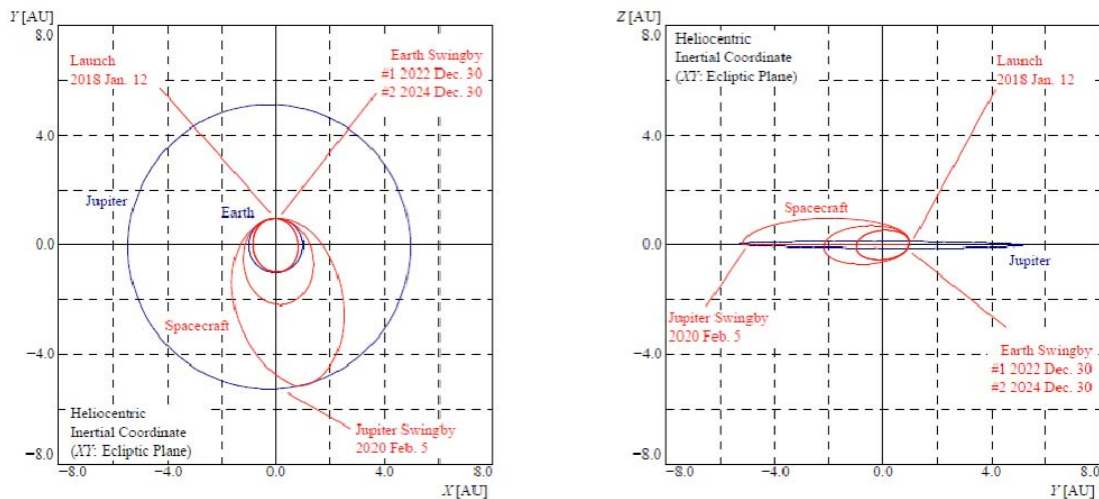 Y [AU]
8.0
Launch
2018 Jan. 12
Earth Swingby
#1 2022 Dec. 30
#2 2024 Dec. 30
4.0
Jupiter
Earth
0.0
Spacecraft
−4.0
Heliocentric
Inertial Coordinate
(XY: Ecliptic Plane)
Jupiter Swingby
2020 Feb. 5
−8.0
−8.0 −4.0 0.0 4.0 8.0
X [AU]
Z [AU]
8.0
Heliocentric
Inertial Coordinate
(XY: Ecliptic Plane)
Launch
2018 Jan. 12
4.0
Spacecraft
0.0
Jupiter
Jupiter Swingby
2020 Feb. 5
−4.0
Earth Swingby
#1 2022 Dec. 30
#2 2024 Dec. 30
−8.0
−8.0 −4.0 0.0 4.0 8.0
Y [AU]